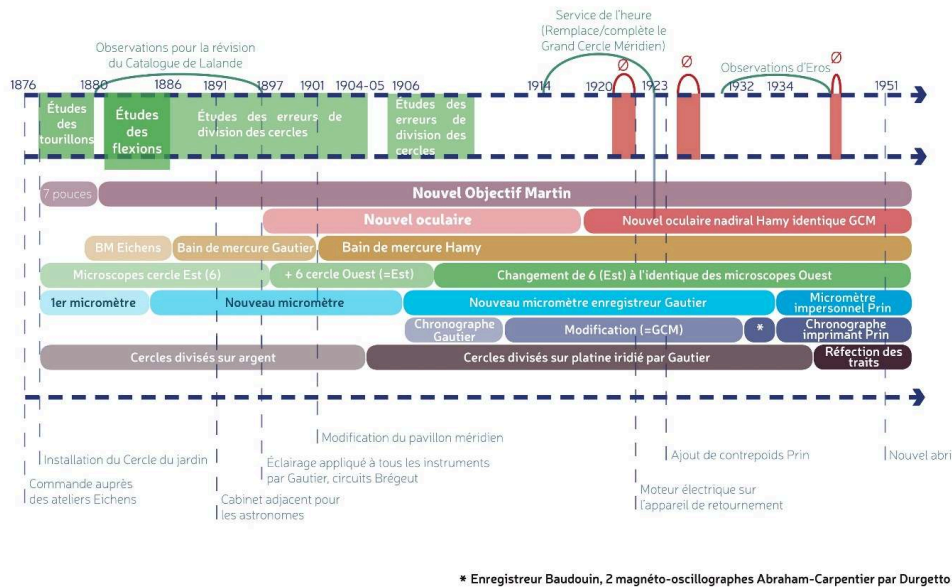 Service de l'heure
(Remplace/complète le
Grand Cercle Méridien)
Observations pour la révision
du Catalogue de Lalande
Ø Ø Ø
Observations d'Eros
1876 1880 1886 1891 1897 1901 1904-05 1906 1914 1920 1923 1932 1934 1951
Études
des
tourillons
Études
des
flexions
Études des erreurs de
division des cercles
Études des
erreurs de
division des
cercles
7 pouces Nouvel Objectif Martin
Nouvel oculaire Nouvel oculaire nadiral Hamy identique GCM
BM Eichens Bain de mercure Gautier Bain de mercure Hamy
Microscopes cercle Est (6) + 6 cercle Ouest (=Est) Changement de 6 (Est) à l'identique des microscopes Ouest
1er micromètre Nouveau micromètre Nouveau micromètre enregistreur Gautier Micromètre
impersonnel Prin
Chronographe
Gautier
Modification (=GCM) * Chronographe
imprimant Prin
Cercles divisés sur argent Cercles divisés sur platine iridié par Gautier Réfection des
traits
Modification du pavillon méridien
Installation du Cercle du jardin
Éclairage appliqué à tous les instruments
par Gautier, circuits Brégeut
Ajout de contrepoids Prin
Nouvel abri
Commande auprès
des ateliers Eichens
Cabinet adjacent pour
les astronomes
Moteur électrique sur
l'appareil de retournement
* Enregistreur Baudouin, 2 magnéto-oscillographes Abraham-Carpentier par Durgetto